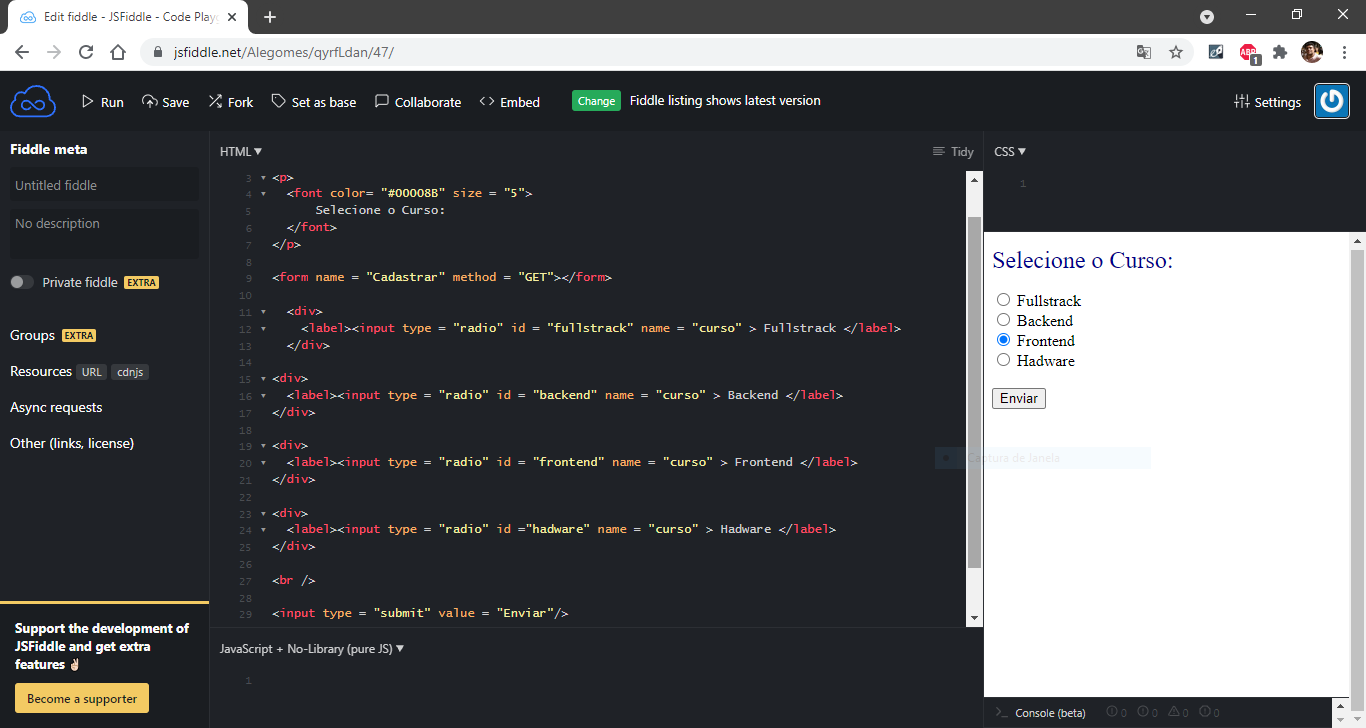 Edit fiddle - JSFiddle - Code Play
jsfiddle.net/Alegomes/qyrfLdan/47/
ABP
1
Run
Save
Fork
Set as base
Collaborate
Embed
Change
Fiddle listing shows latest version
Settings
Fiddle meta
Untitled fiddle
No description
Private fiddle EXTRA
Groups EXTRA
Resources URL cdnjs
Async requests
Other (links, license)
Support the development of
JSFiddle and get extra
features ✌🏻
Become a supporter
HTML ▼
Tidy
3 <p>
4 <font color= "#00008B" size = "5">
5 Selecione o Curso:
6 </font>
7 </p>
8
9 <form name = "Cadastrar" method = "GET"></form>
10
11 <div>
12 <label><input type = "radio" id = "fullstrack" name = "curso" > Fullstrack </label>
13 </div>
14
15 <div>
16 <label><input type = "radio" id = "backend" name = "curso" > Backend </label>
17 </div>
18
19 <div>
20 <label><input type = "radio" id = "frontend" name = "curso" > Frontend </label>
21 </div>
22
23 <div>
24 <label><input type = "radio" id ="hadware" name = "curso" > Hadware </label>
25 </div>
26
27 <br />
28
29 <input type = "submit" value = "Enviar"/>
JavaScript + No-Library (pure JS) ▼
1
CSS ▼
1
Selecione o Curso:
Fullstrack
Backend
Frontend
Hadware
Enviar
Captura de Janela
>_ Console (beta)
0
0
0
0